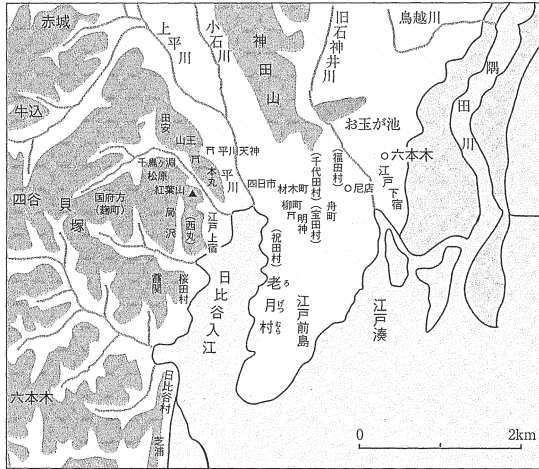 赤城
上平川
小石川
神田山
旧石神井川
鳥越川
隅田川
牛込
田安
山王
平川天神
お玉が池
六本木
千鳥ヶ淵
松原
紅葉山
本丸
平川
四日市
材木町
(千代田村)
(福田村)
尼店
江戸下宿
四谷
貝塚
国府方
(麹町)
局沢
(西丸)
江戸上宿
柳町
明神
(宝田村)
舟町
(祝田村)
霞関
桜田村
日比谷入江
老月村
ろ
げつ
むら
江戸前島
江戸湊
六本木
日比谷村
芝浦
0
2km